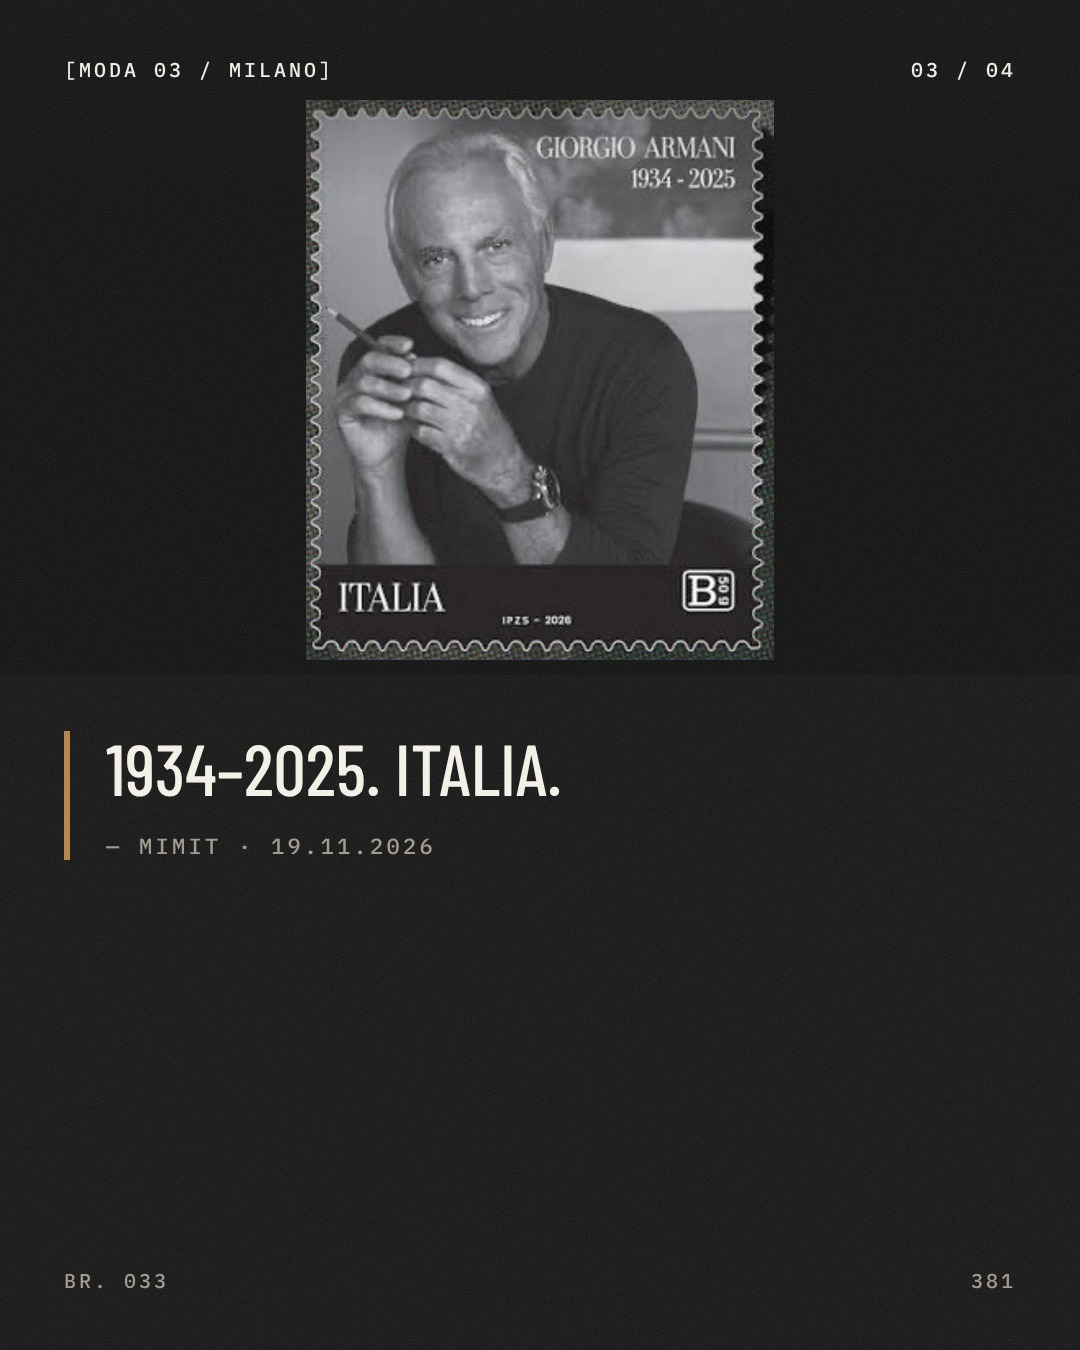 [MODA 03 / MILANO]
03 / 04
GIORGIO ARMANI
1934 - 2025
ITALIA
B 50g
IPZS - 2026
1934–2025. ITALIA.
— MIMIT · 19.11.2026
BR. 033
381